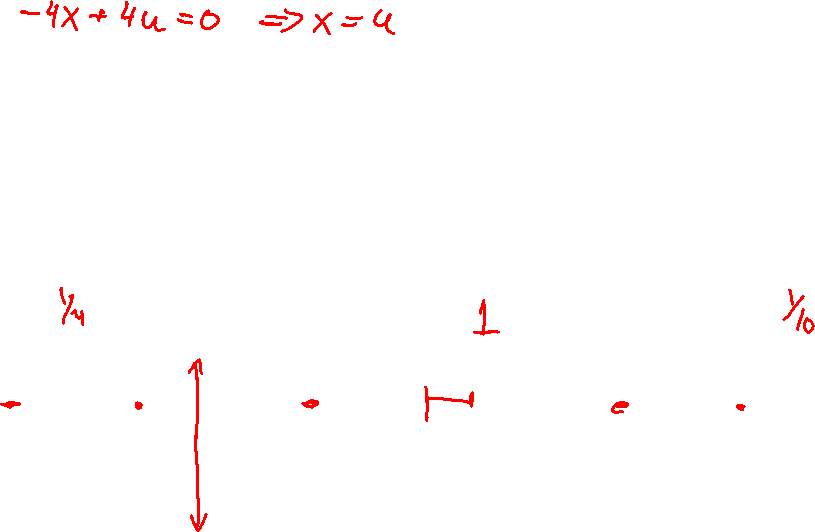 -4x + 4u = 0 => x = u
1/4 1 1/10